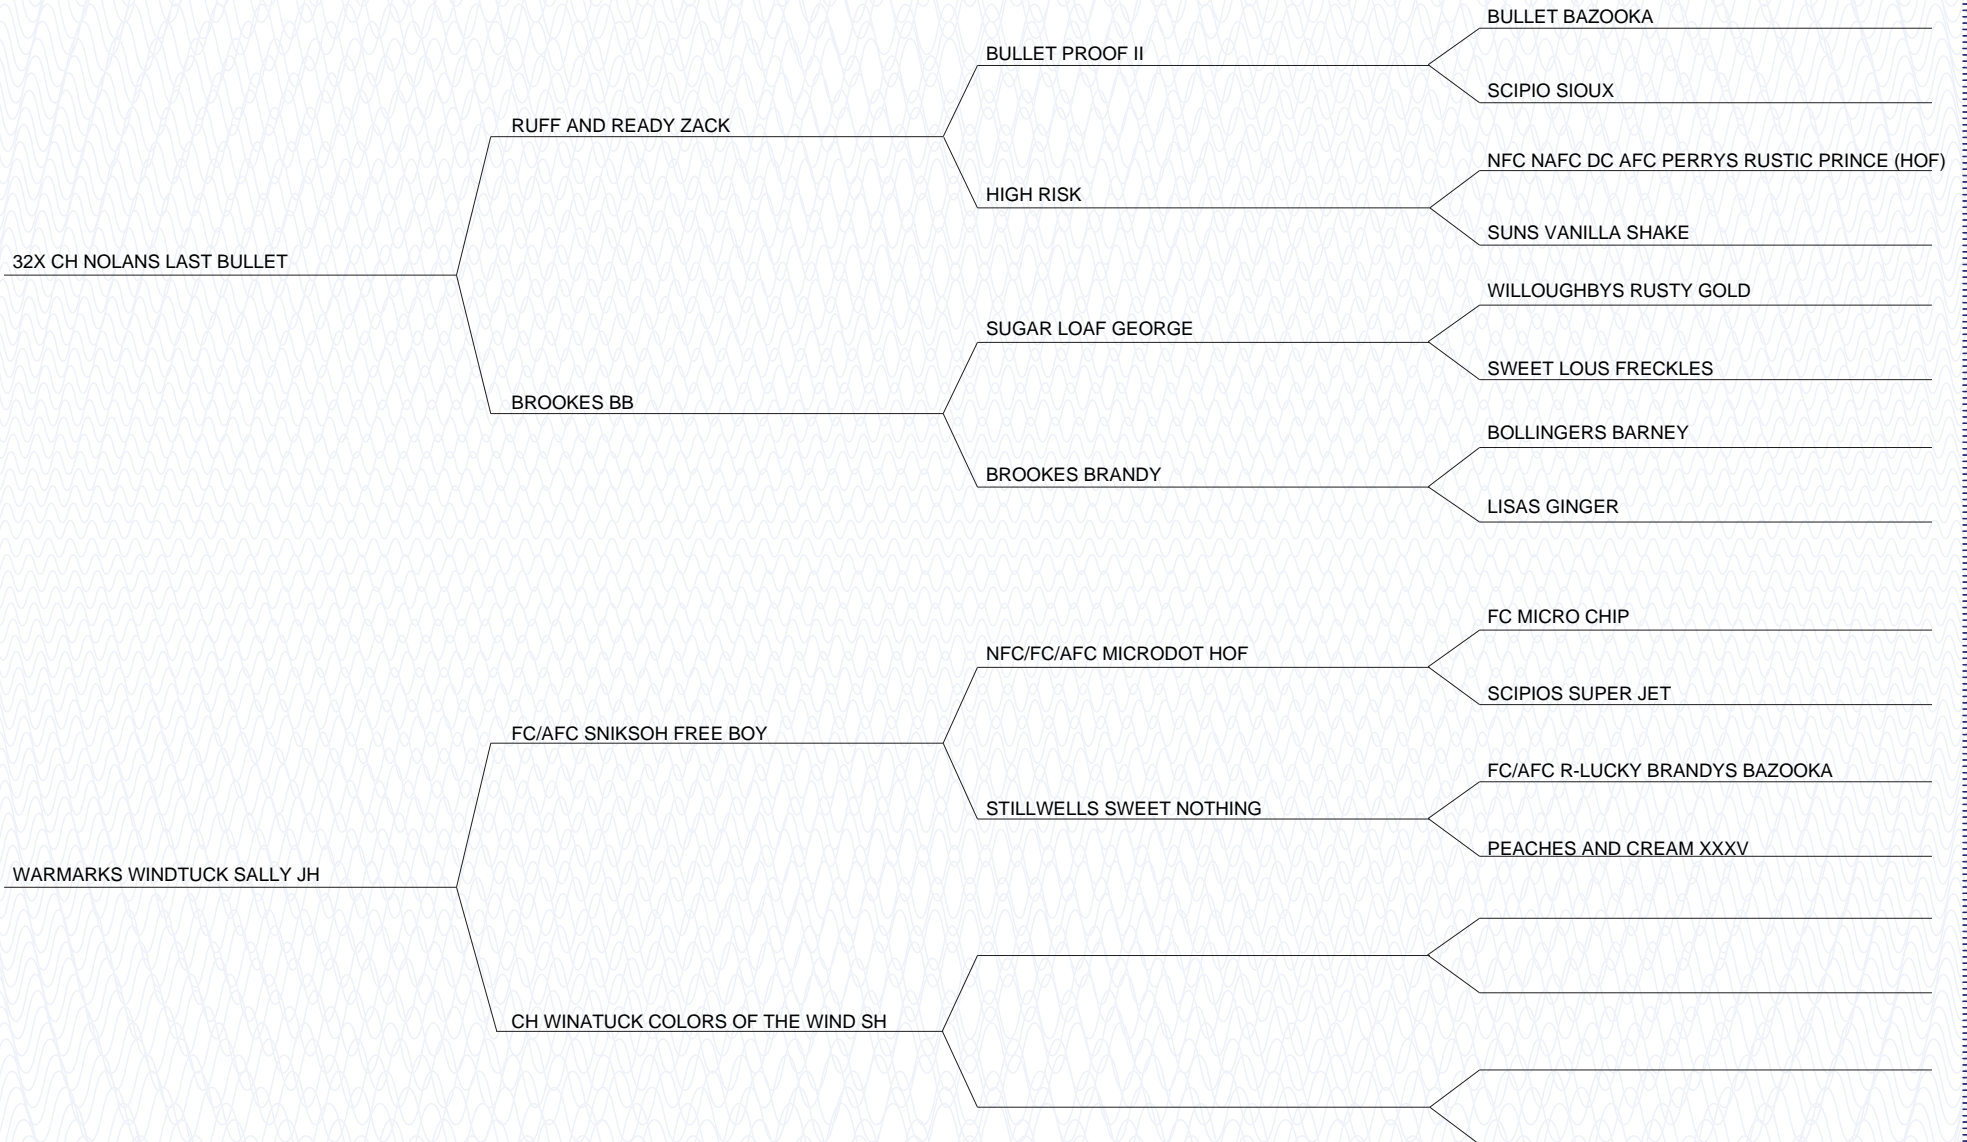 BULLET BAZOOKA
BULLET PROOF II
SCIPIO SIOUX
RUFF AND READY ZACK
NFC NAFC DC AFC PERRYS RUSTIC PRINCE (HOF)
HIGH RISK
SUNS VANILLA SHAKE
32X CH NOLANS LAST BULLET
WILLOUGHBYS RUSTY GOLD
SUGAR LOAF GEORGE
SWEET LOUS FRECKLES
BROOKES BB
BOLLINGERS BARNEY
BROOKES BRANDY
LISAS GINGER
FC MICRO CHIP
NFC/FC/AFC MICRODOT HOF
SCIPIOS SUPER JET
FC/AFC SNIKSOH FREE BOY
FC/AFC R-LUCKY BRANDYS BAZOOKA
STILLWELLS SWEET NOTHING
PEACHES AND CREAM XXXV
WARMARKS WINDTUCK SALLY JH
CH WINATUCK COLORS OF THE WIND SH